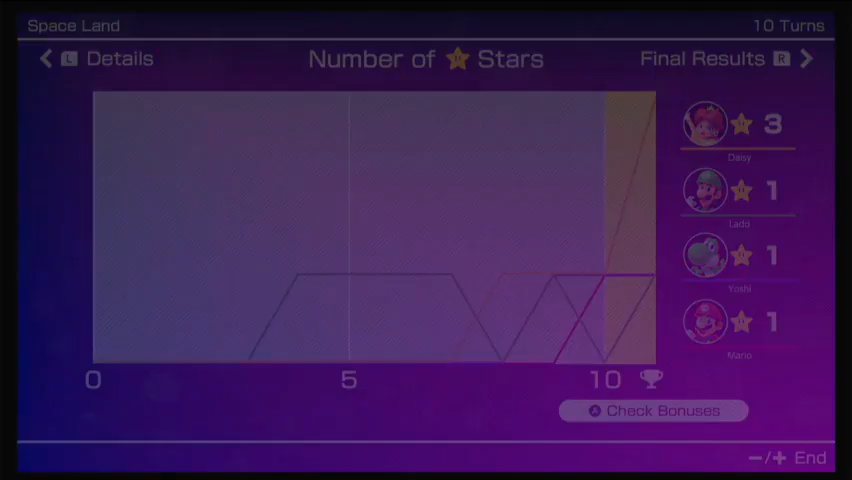 Space Land
10 Turns
L Details
Number of Stars
Final Results R
3
Daisy
1
Ladd
1
Yoshi
1
Mario
0 5 10
A Check Bonuses
−/+ End